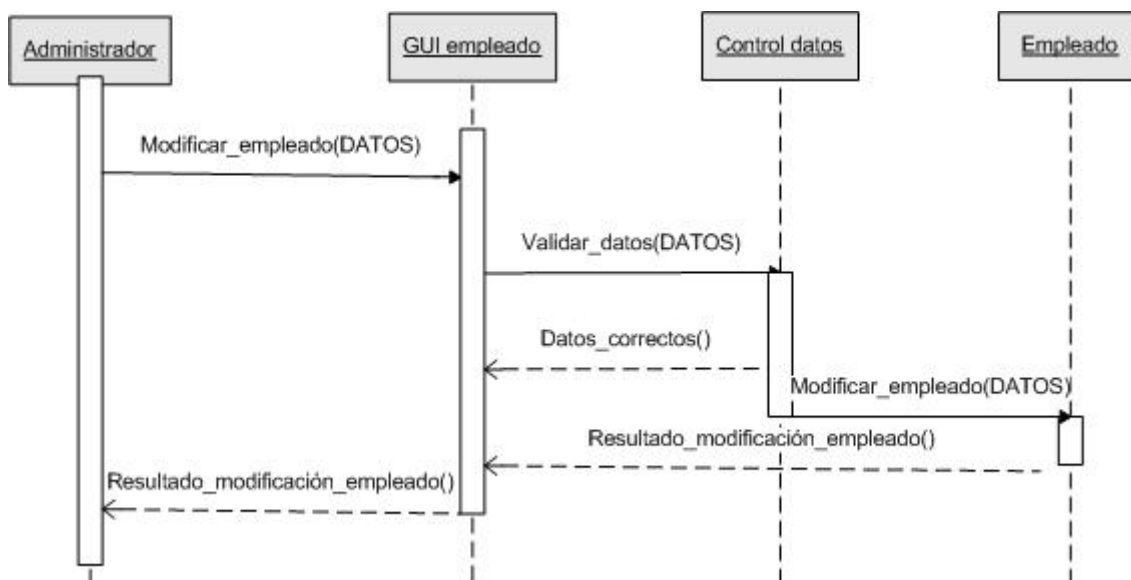 Administrador
GUI empleado
Control datos
Empleado
Modificar_empleado(DATOS)
Validar_datos(DATOS)
Datos_correctos()
Modificar_empleado(DATOS)
Resultado_modificación_empleado()
Resultado_modificación_empleado()